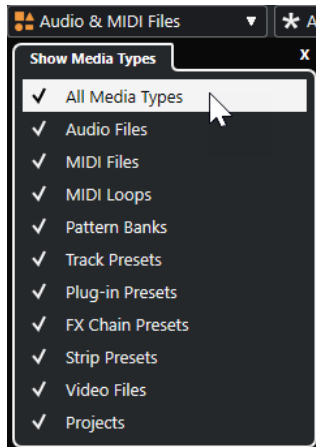 Audio & MIDI Files
Show Media Types
X
All Media Types
Audio Files
MIDI Files
MIDI Loops
Pattern Banks
Track Presets
Plug-in Presets
FX Chain Presets
Strip Presets
Video Files
Projects